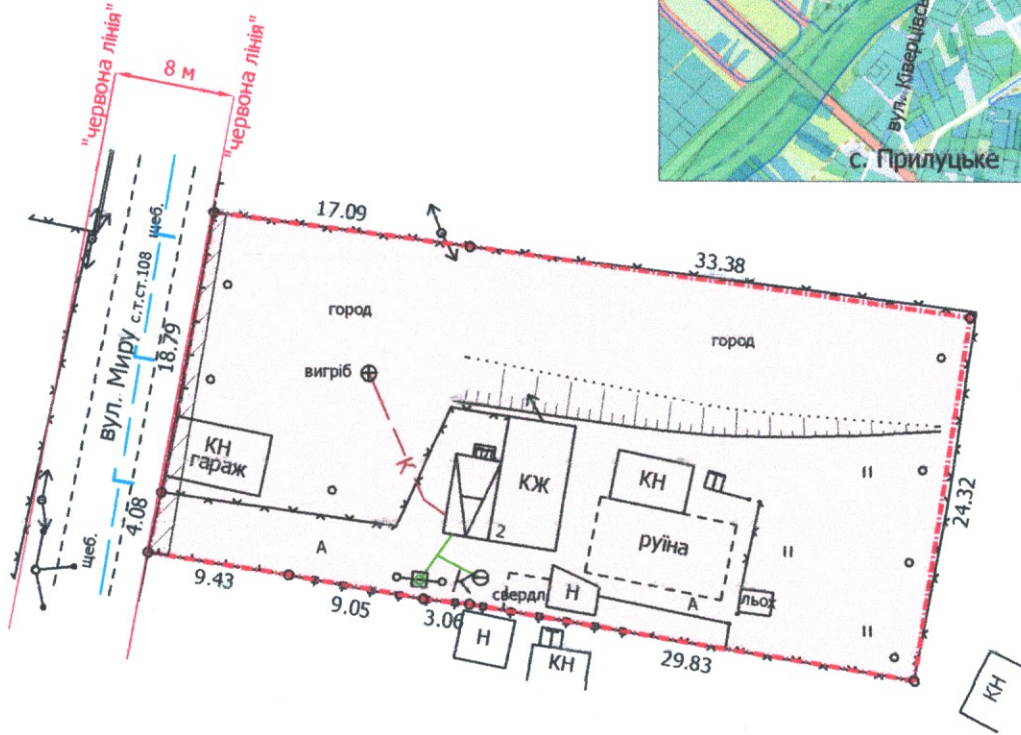 "червона лінія"
8 м
"червона лінія"
вул. Ківерцівсь
с. Прилуцьке
17.09
33.38
щеб.
вул. Миру
с.т.ст.108
18.79
город
город
вигріб
КН
гараж
К
КЖ
2
КН
руїна
24.32
4.08
щеб.
А
9.43
9.05
3.06
К
свердл
Н
А
льох
Н
КН
29.83
КН